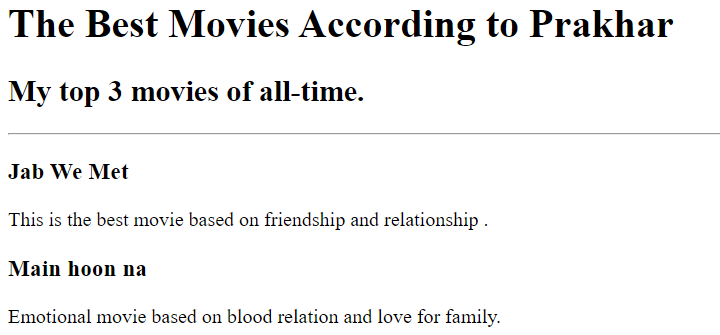 The Best Movies According to Prakhar
My top 3 movies of all-time.
Jab We Met
This is the best movie based on friendship and relationship .
Main hoon na
Emotional movie based on blood relation and love for family.